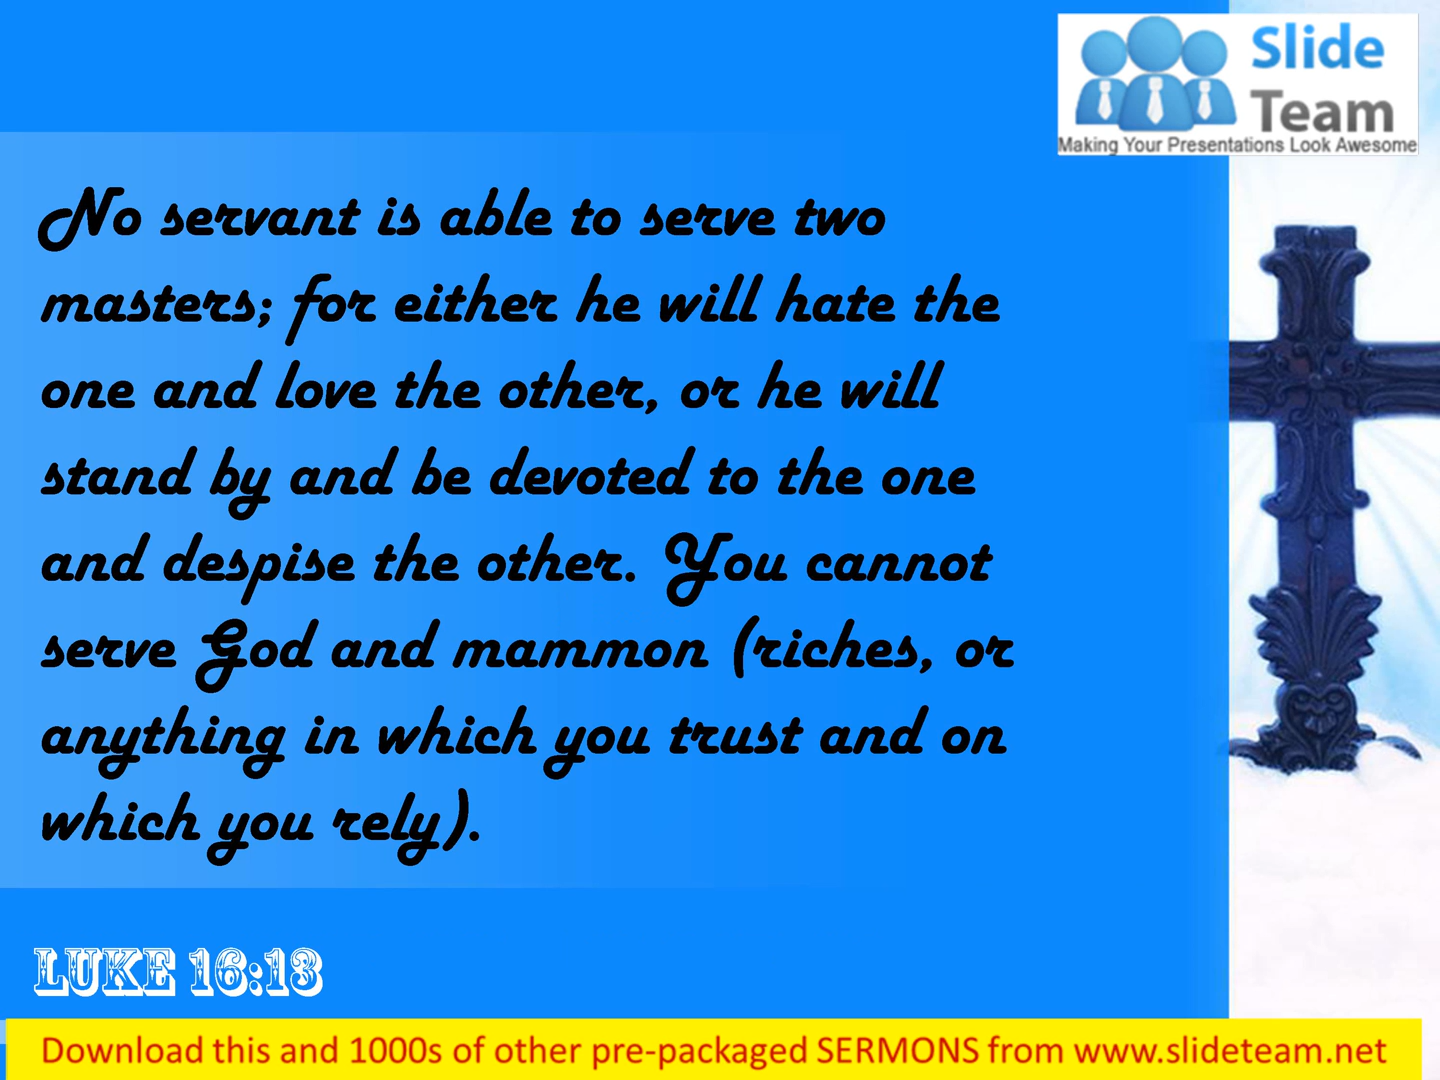 Slide
Team
Making Your Presentations Look Awesome
No servant is able to serve two
masters; for either he will hate the
one and love the other, or he will
stand by and be devoted to the one
and despise the other. You cannot
serve God and mammon (riches, or
anything in which you trust and on
which you rely).
LUKE 16:13
Download this and 1000s of other pre-packaged SERMONS from www.slideteam.net